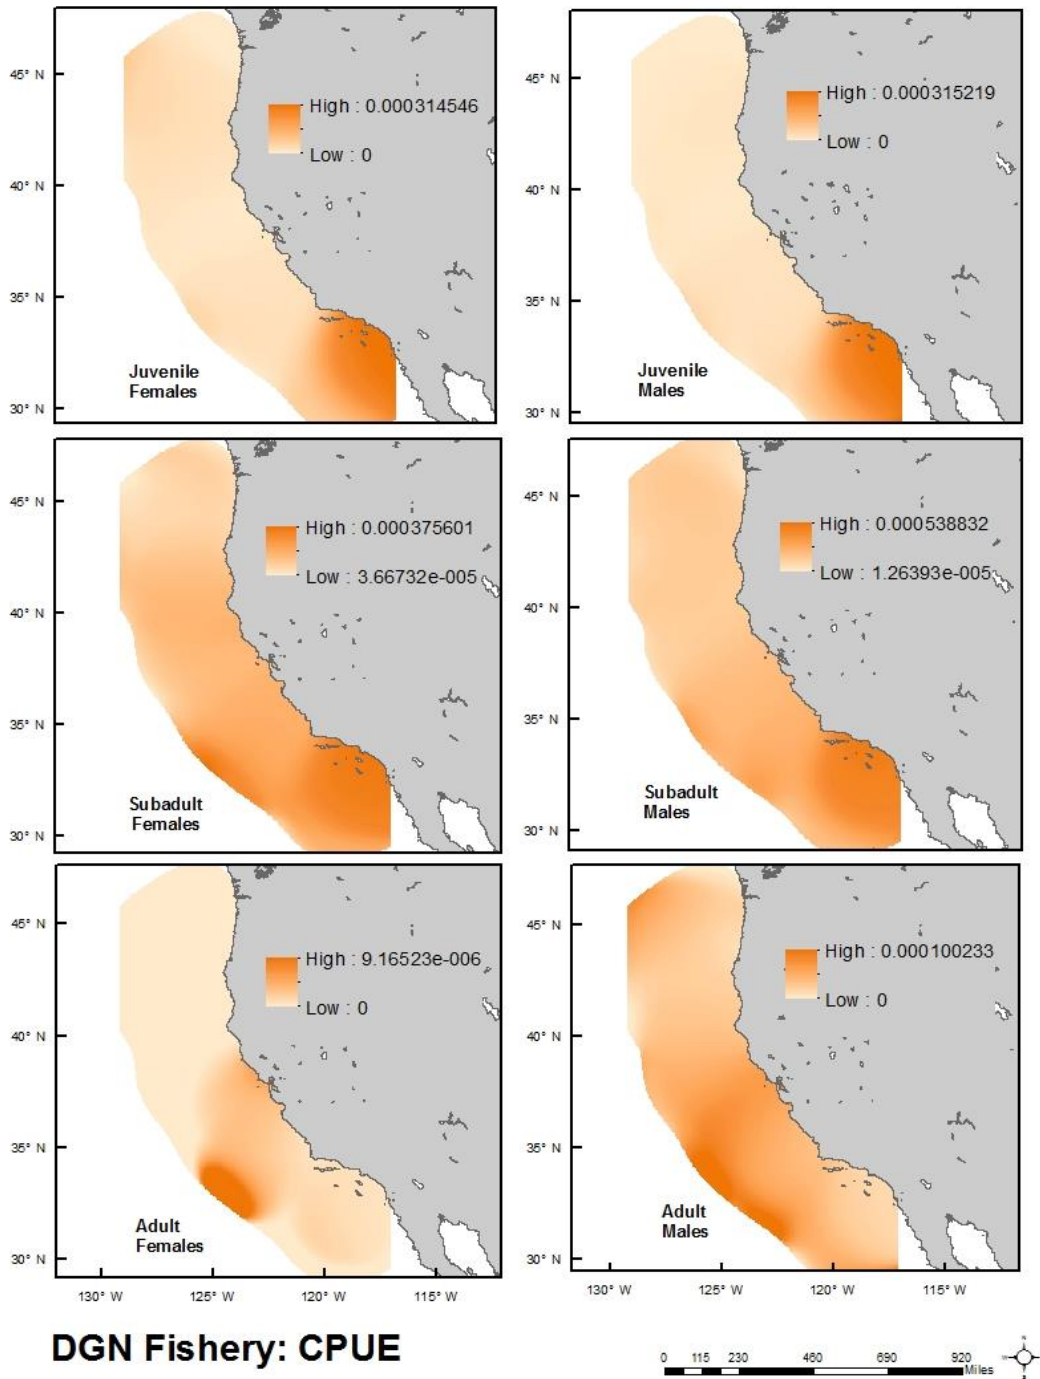 45° N
40° N
35° N
30° N
High : 0.000314546
Low : 0
Juvenile
Females
45° N
40° N
35° N
30° N
High : 0.000315219
Low : 0
Juvenile
Males
45° N
40° N
35° N
30° N
High : 0.000375601
Low : 3.66732e-005
Subadult
Females
45° N
40° N
35° N
30° N
High : 0.000538832
Low : 1.26393e-005
Subadult
Males
45° N
40° N
35° N
30° N
High : 9.16523e-006
Low : 0
Adult
Females
130° W 125° W 120° W 115° W
45° N
40° N
35° N
30° N
High : 0.000100233
Low : 0
Adult
Males
130° W 125° W 120° W 115° W
DGN Fishery: CPUE
0 115 230 460 690 920
Miles